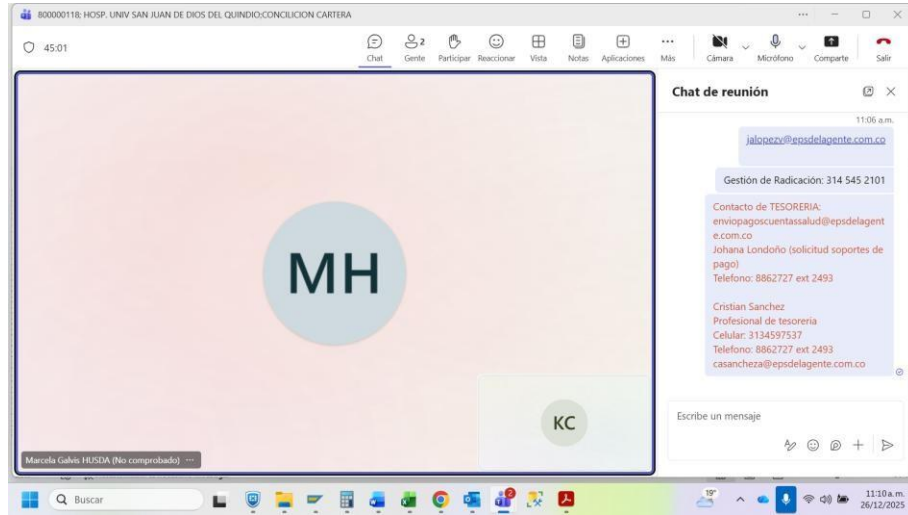 800000118; HOSP. UNIV SAN JUAN DE DIOS DEL QUINDIO;CONCILICION CARTERA
45:01
Chat
2
Gente
Participar
Reaccionar
Vista
Notas
Aplicaciones
Más
Cámara
Micrófono
Comparte
Salir
Chat de reunión
11:06 a.m.
jalopezv@epsdelagente.com.co
Gestión de Radicación: 314 545 2101
Contacto de TESORERIA:
enviopagoscuentassalud@epsdelagent
e.com.co
Johana Londoño (solicitud soportes de
pago)
Telefono: 8862727 ext 2493
Cristian Sanchez
Profesional de tesoreria
Celular: 3134597537
Telefono: 8862727 ext 2493
casancheza@epsdelagente.com.co
MH
KC
Marcela Galvis HUSDA (No comprobado)
Escribe un mensaje
Buscar
19°
11:10 a.m.
26/12/2025